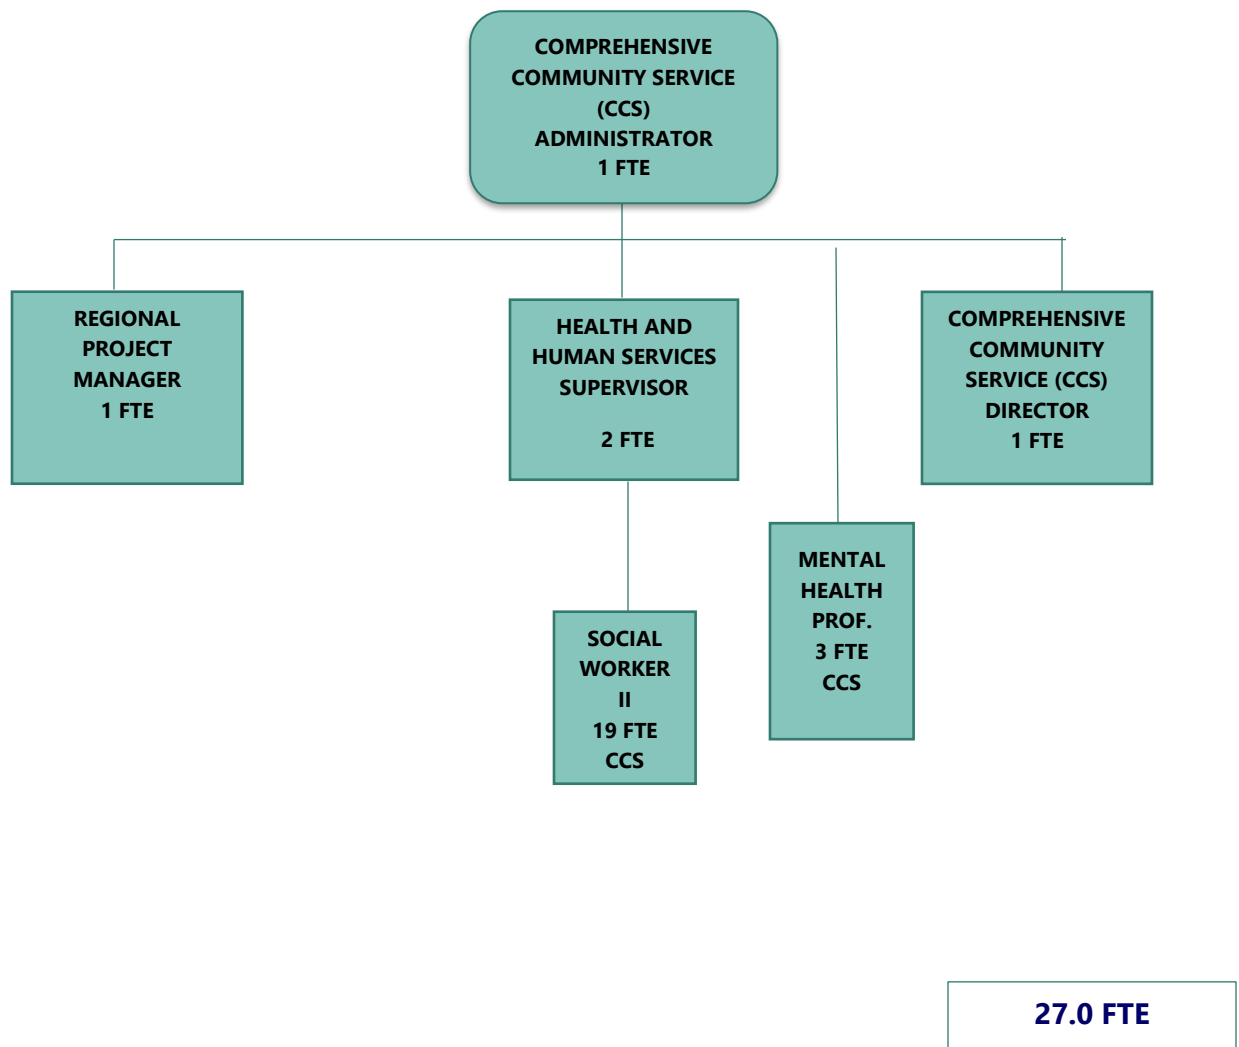 COMPREHENSIVE
COMMUNITY SERVICE
(CCS)
ADMINISTRATOR
1 FTE
REGIONAL
PROJECT
MANAGER
1 FTE
HEALTH AND
HUMAN SERVICES
SUPERVISOR
2 FTE
COMPREHENSIVE
COMMUNITY
SERVICE (CCS)
DIRECTOR
1 FTE
MENTAL
HEALTH
PROF.
3 FTE
CCS
SOCIAL
WORKER
II
19 FTE
CCS
27.0 FTE